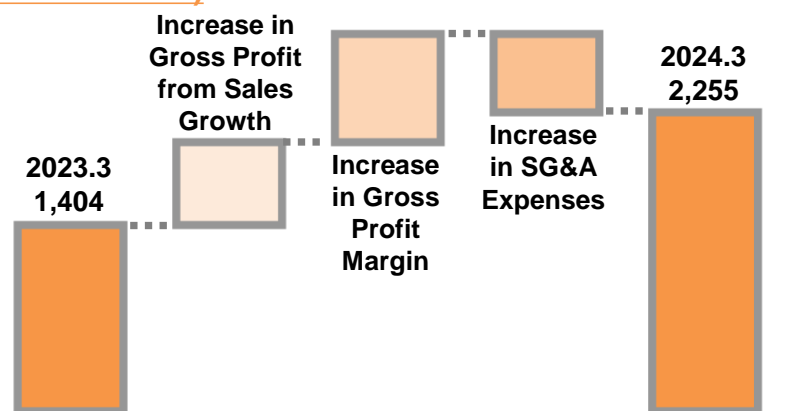 Increase in
Gross Profit
from Sales
Growth
2023.3
1,404
Increase
in Gross
Profit
Margin
Increase
in SG&A
Expenses
2024.3
2,255